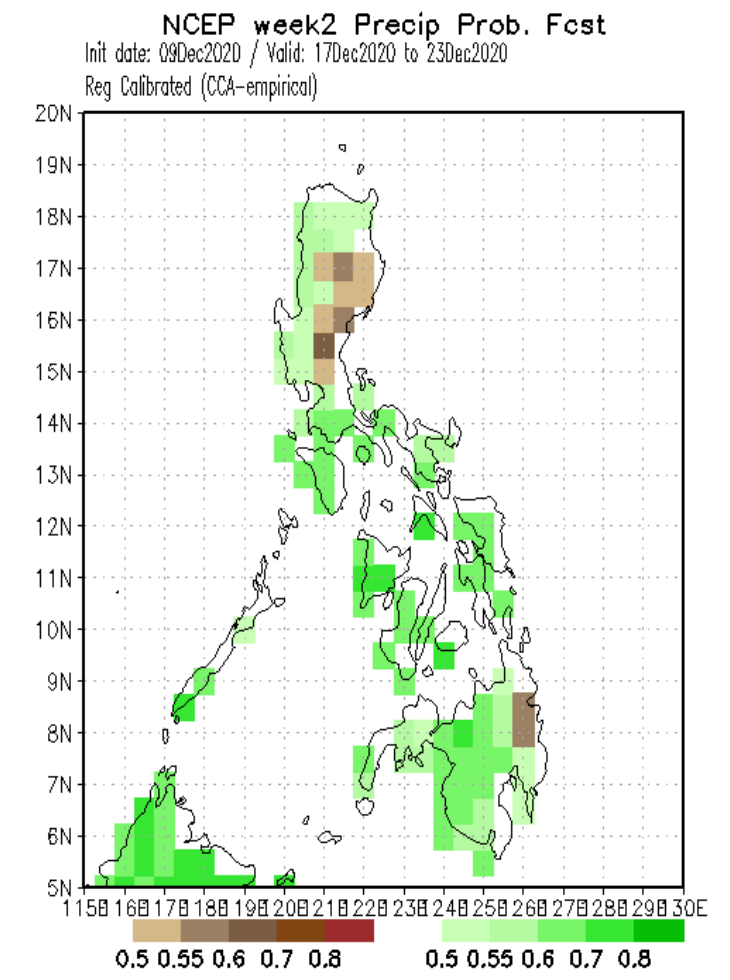 NCEP week2 Precip Prob. Fcst
Init date: 09Dec2020 / Valid: 17Dec2020 to 23Dec2020
Reg Calibrated (CCA-empirical)
20N
19N
18N
17N
16N
15N
14N
13N
12N
11N
10N
9N
8N
7N
6N
5N
0.5 0.55 0.6 0.7 0.8 0.5 0.55 0.6 0.7 0.8